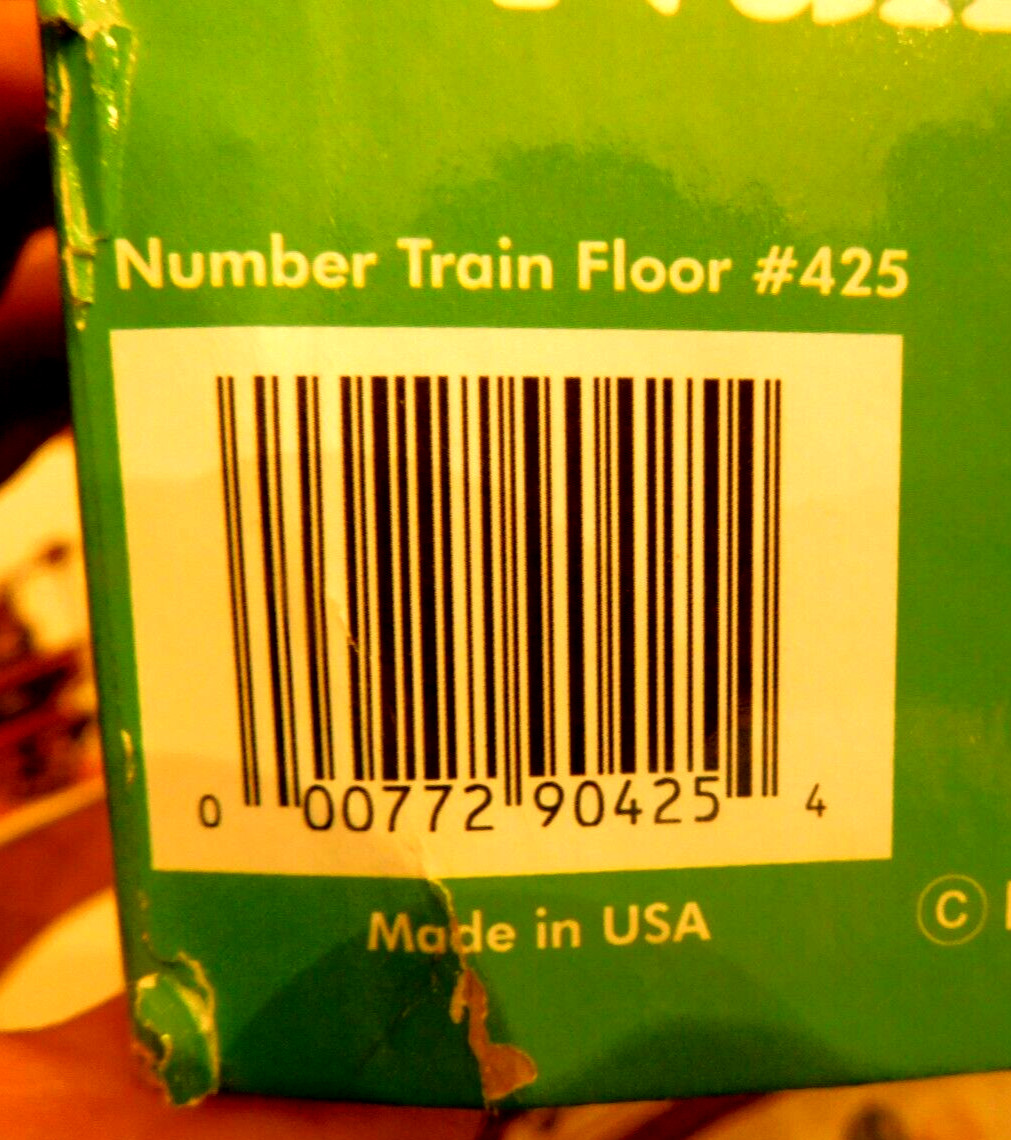 Number Train Floor #425
0 00772 90425 4
Made in USA
©